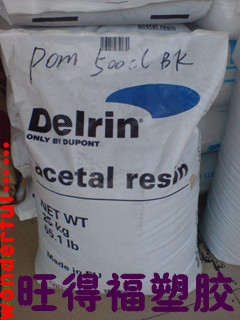 pom 500CL BK
Delrin®
ONLY BY DUPONT
acetal resin
NET WT
25 kg
55.1 lb
Made in
wonderful......
旺得福塑胶